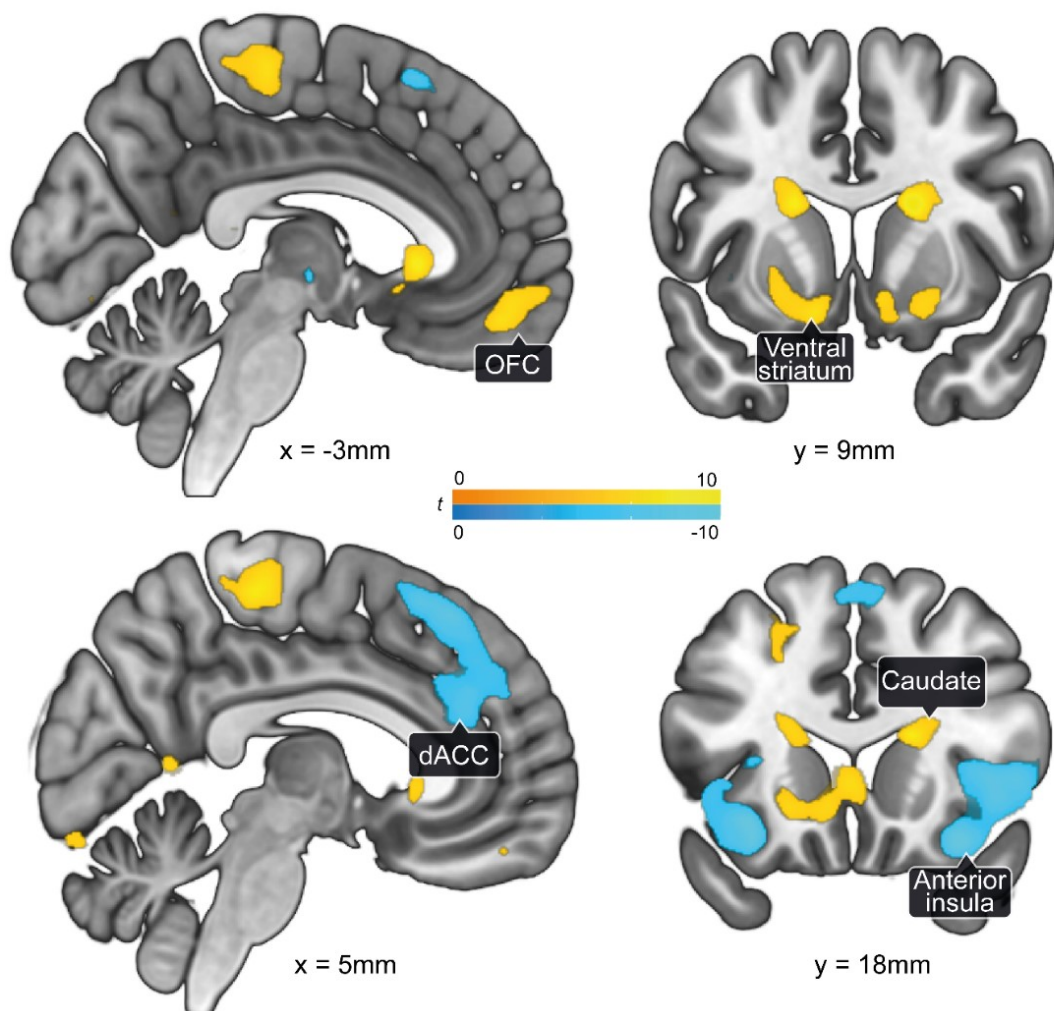 OFC
Ventral
striatum
x = -3mm
y = 9mm
0 10
t
0 -10
Caudate
dACC
Anterior
insula
x = 5mm
y = 18mm